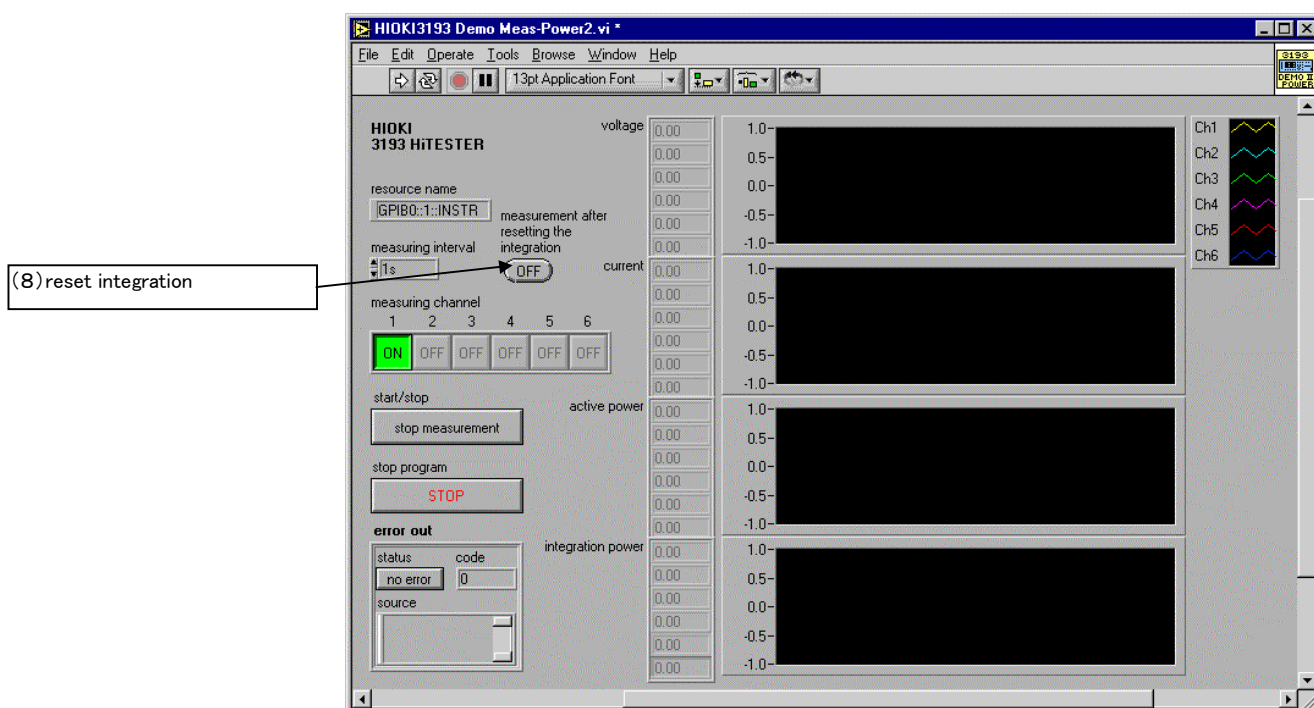 HIOKI3193 Demo Meas-Power2.vi *
File Edit Operate Tools Browse Window Help
13pt Application Font
3193
DEMO II
POWER
HIOKI
3193 HiTESTER
resource name
GPIB0::1::INSTR
measuring interval
1s
measurement after
resetting the
integration
OFF
(8)reset integration
measuring channel
1 2 3 4 5 6
ON OFF OFF OFF OFF OFF
start/stop
stop measurement
stop program
STOP
error out
status code
no error 0
source
voltage
0.00
0.00
0.00
0.00
0.00
0.00
current
0.00
0.00
0.00
0.00
0.00
0.00
active power
0.00
0.00
0.00
0.00
0.00
0.00
integration power
0.00
0.00
0.00
0.00
0.00
0.00
1.0
0.5
0.0
-0.5
-1.0
1.0
0.5
0.0
-0.5
-1.0
1.0
0.5
0.0
-0.5
-1.0
1.0
0.5
0.0
-0.5
-1.0
Ch1
Ch2
Ch3
Ch4
Ch5
Ch6